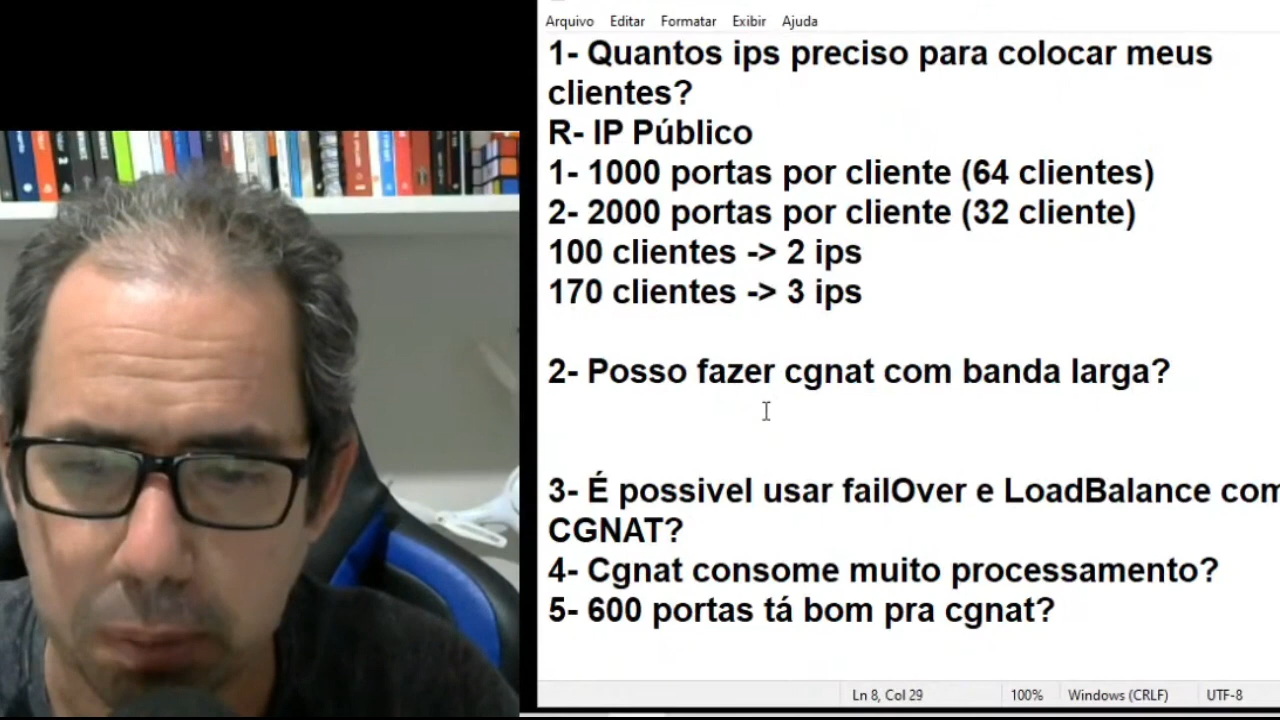 Arquivo Editar Formatar Exibir Ajuda
1- Quantos ips preciso para colocar meus
clientes?
R- IP Público
1- 1000 portas por cliente (64 clientes)
2- 2000 portas por cliente (32 cliente)
100 clientes -> 2 ips
170 clientes -> 3 ips
2- Posso fazer cgnat com banda larga?
3- É possivel usar failOver e LoadBalance com
CGNAT?
4- Cgnat consome muito processamento?
5- 600 portas tá bom pra cgnat?
Ln 8, Col 29 100% Windows (CRLF) UTF-8